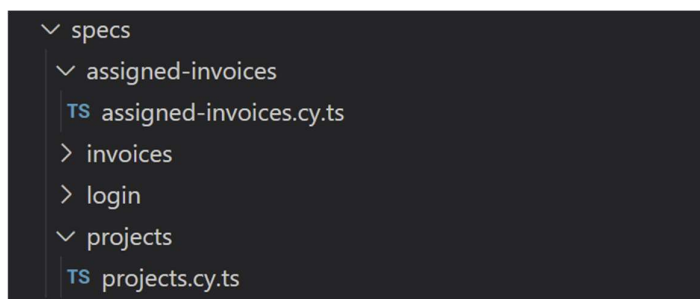 specs
assigned-invoices
TS assigned-invoices.cy.ts
invoices
login
projects
TS projects.cy.ts